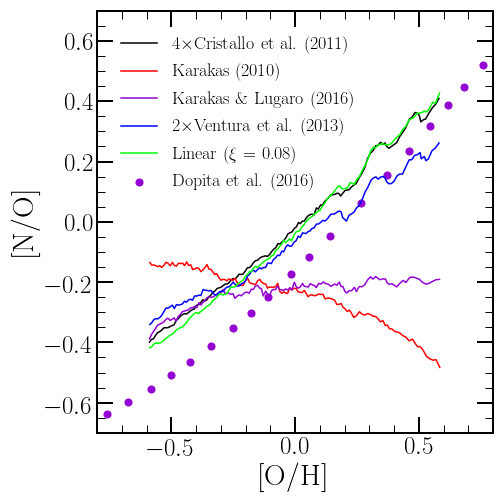 4×Cristallo et al. (2011)
Karakas (2010)
Karakas & Lugaro (2016)
2×Ventura et al. (2013)
Linear (ξ = 0.08)
Dopita et al. (2016)
[N/O]
0.6
0.4
0.2
0.0
−0.2
−0.4
−0.6
−0.5
0.0
0.5
[O/H]